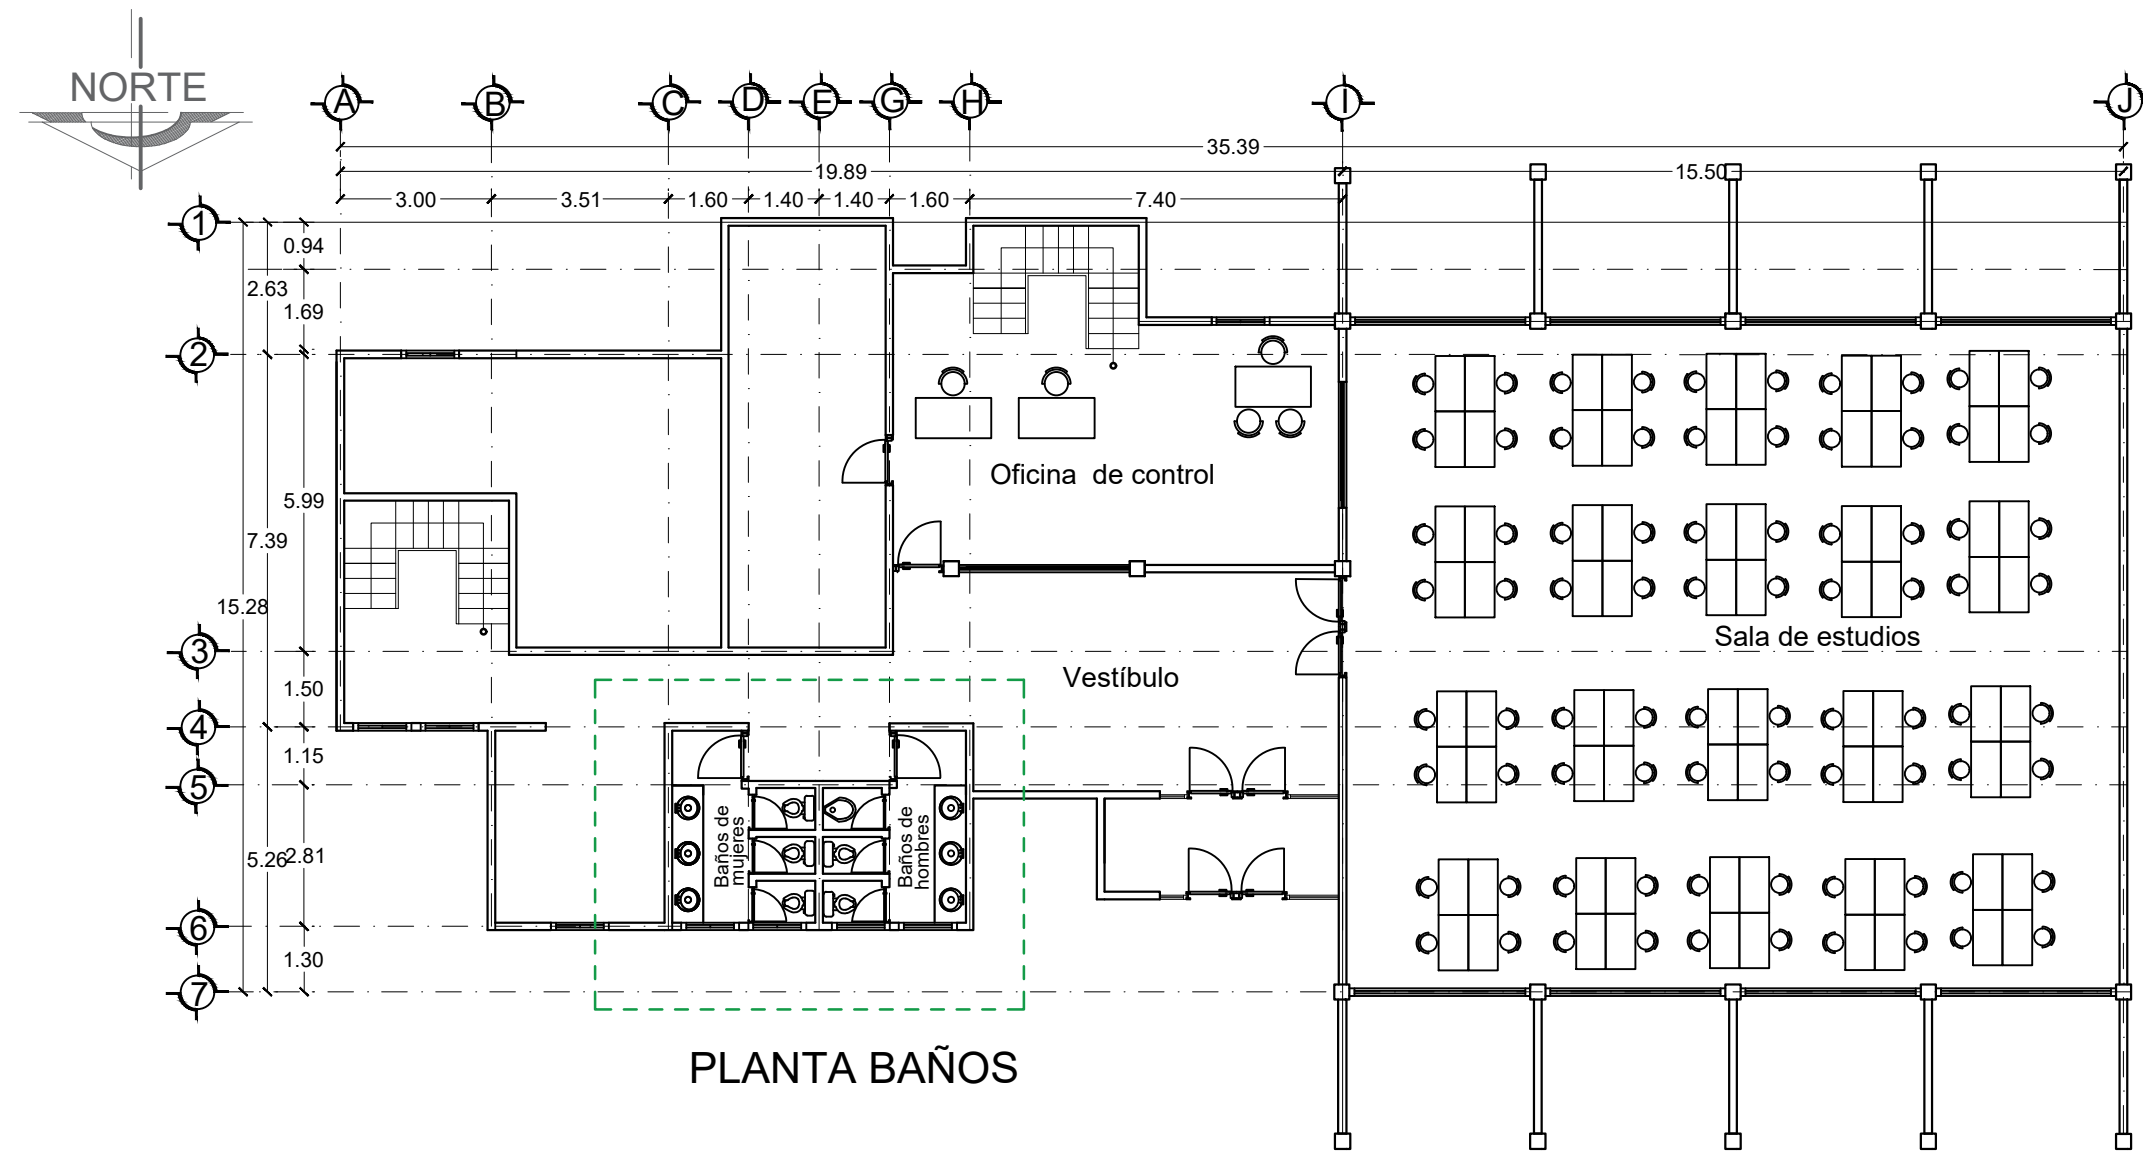 NORTE
A B C D E G H I J
35.39
19.89 15.50
3.00 3.51 1.60 1.40 1.40 1.60 7.40
1
0.94
2.63
1.69
2
5.99
7.39
15.28
3
1.50
4
1.15
5
5.26 2.81
6
1.30
7
Oficina de control
Sala de estudios
Vestíbulo
Baños de
mujeres
Baños de
hombres
PLANTA BAÑOS